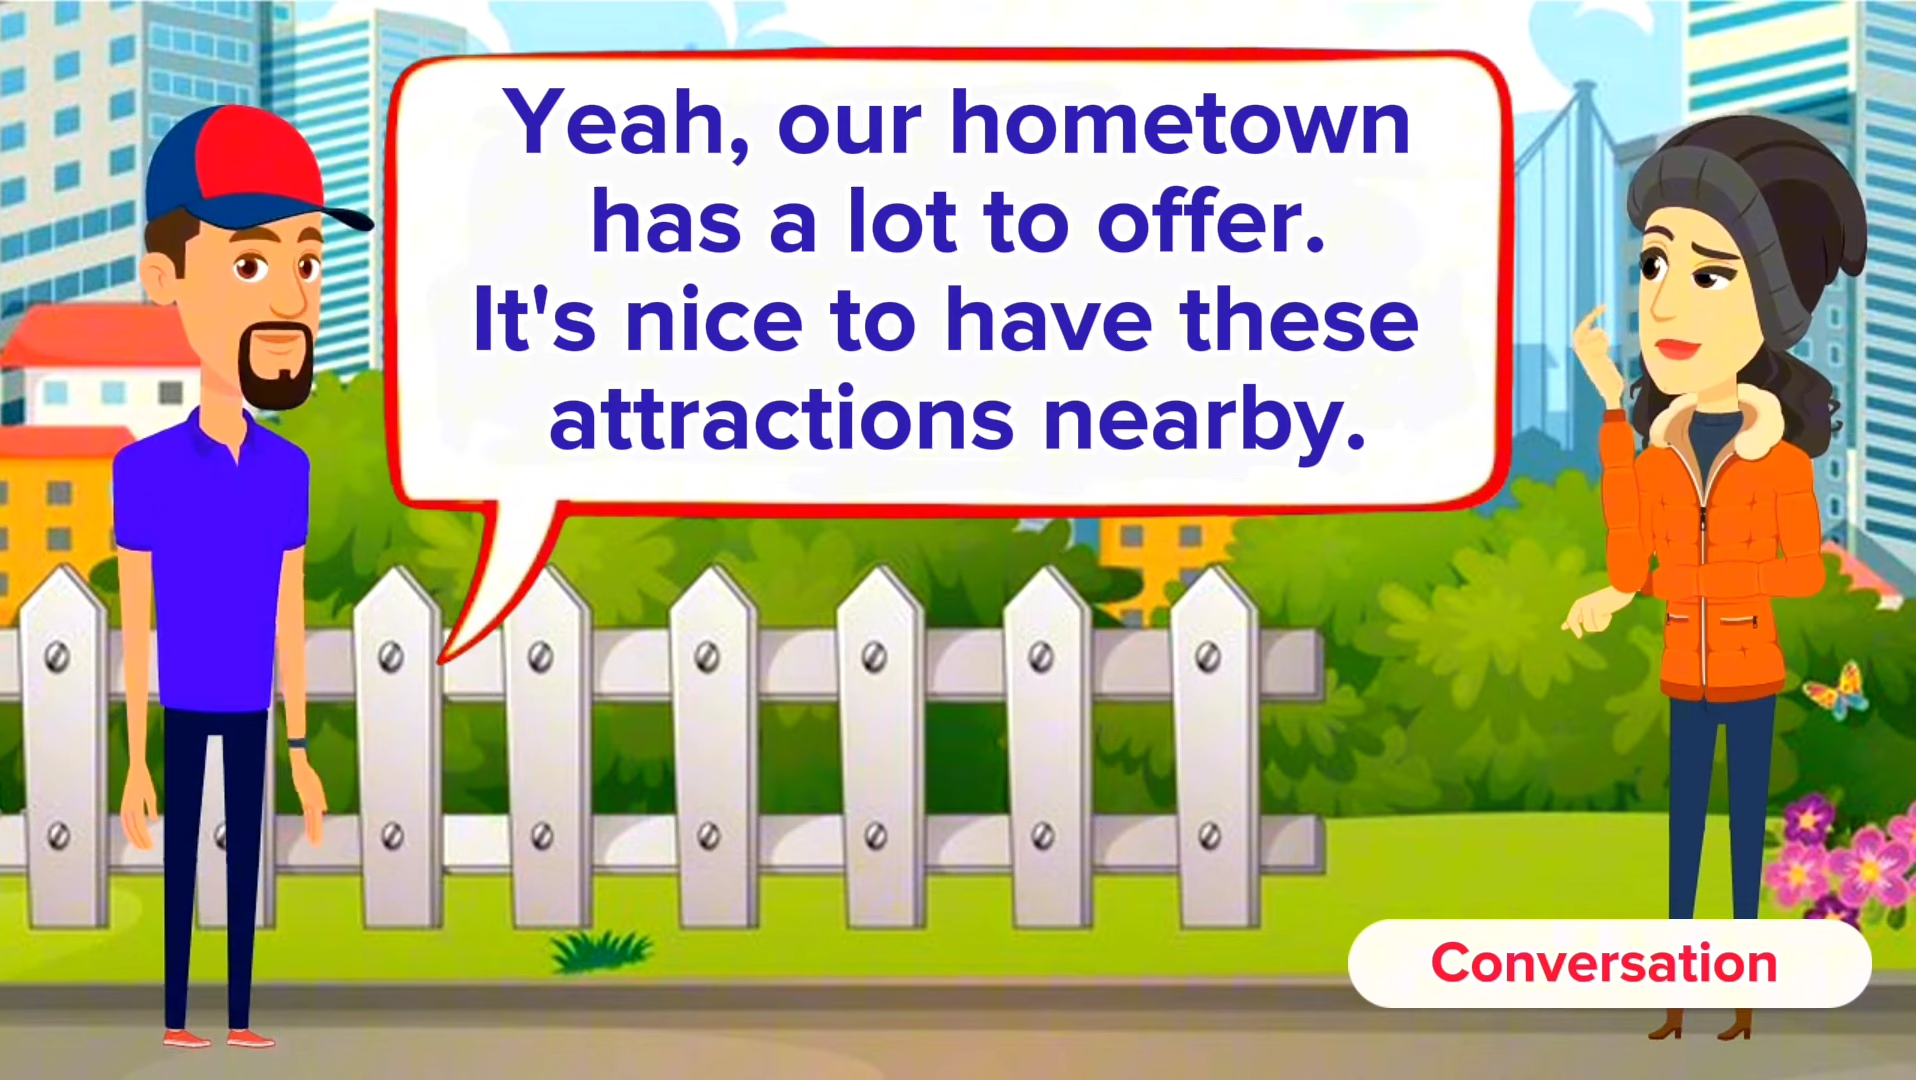 Yeah, our hometown
has a lot to offer.
It's nice to have these
attractions nearby.
Conversation